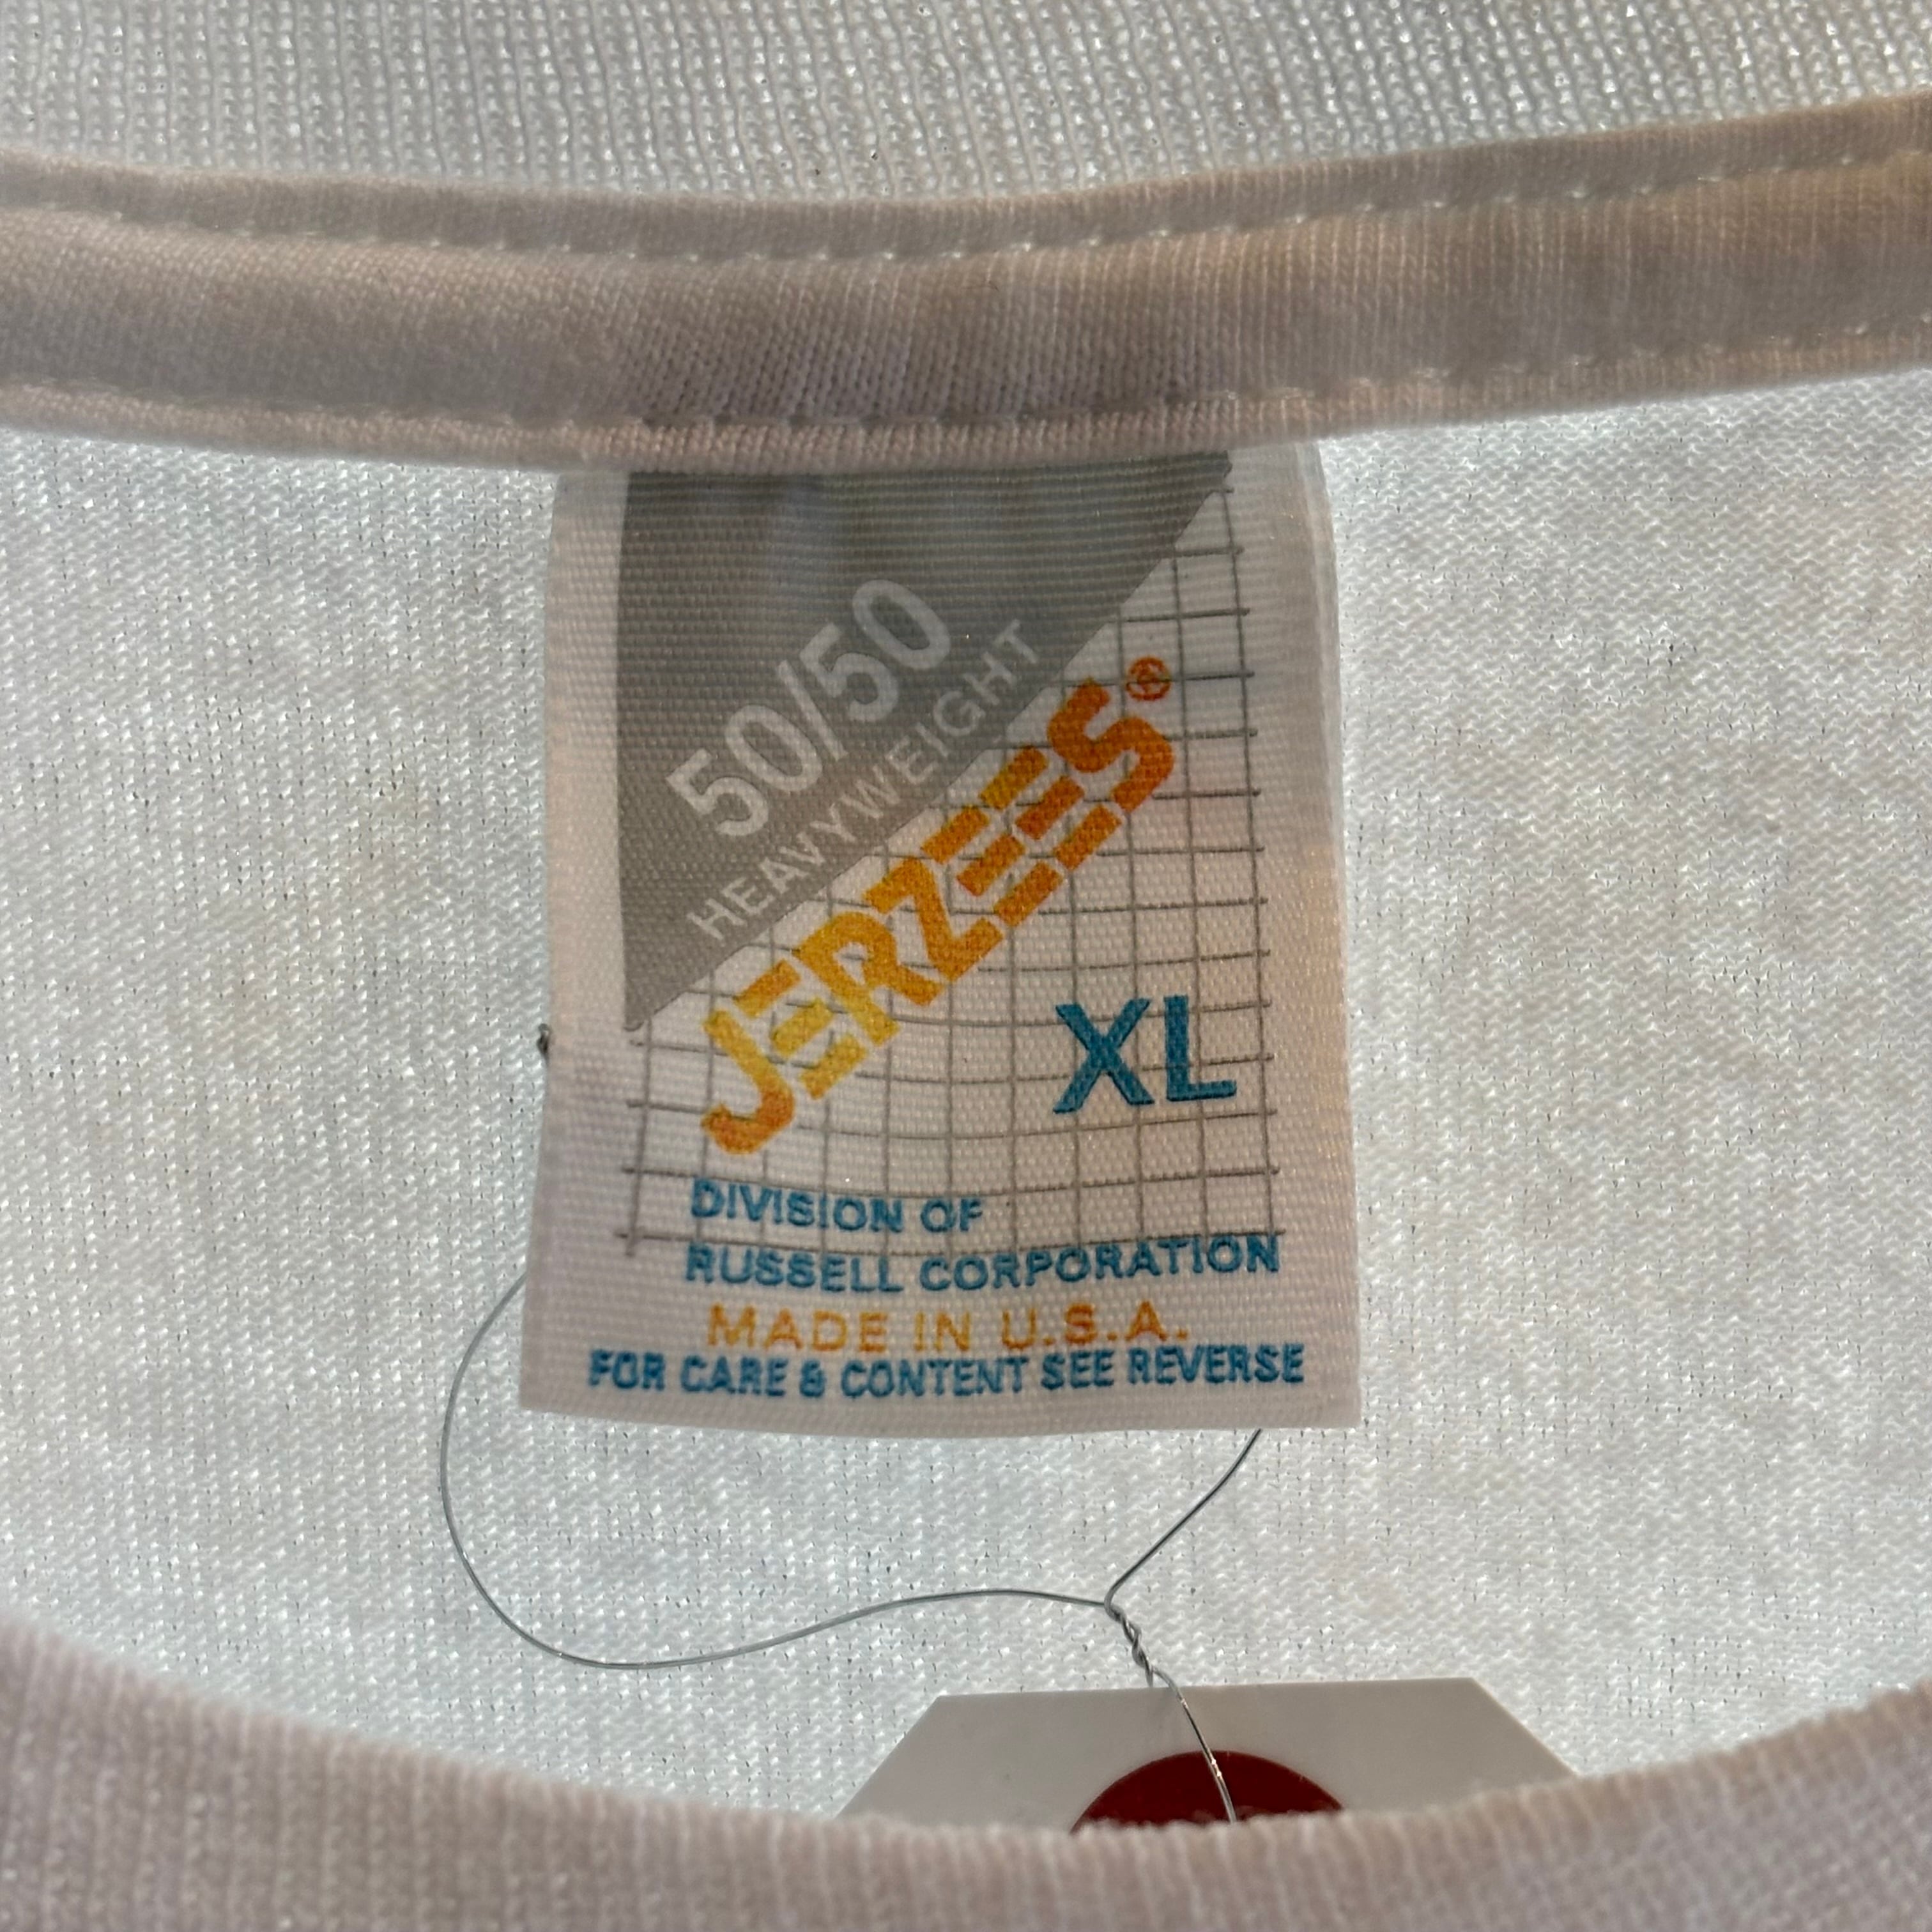 50/50
HEAVYWEIGHT
JERZEES®
XL
DIVISION OF
RUSSELL CORPORATION
MADE IN U.S.A.
FOR CARE & CONTENT SEE REVERSE